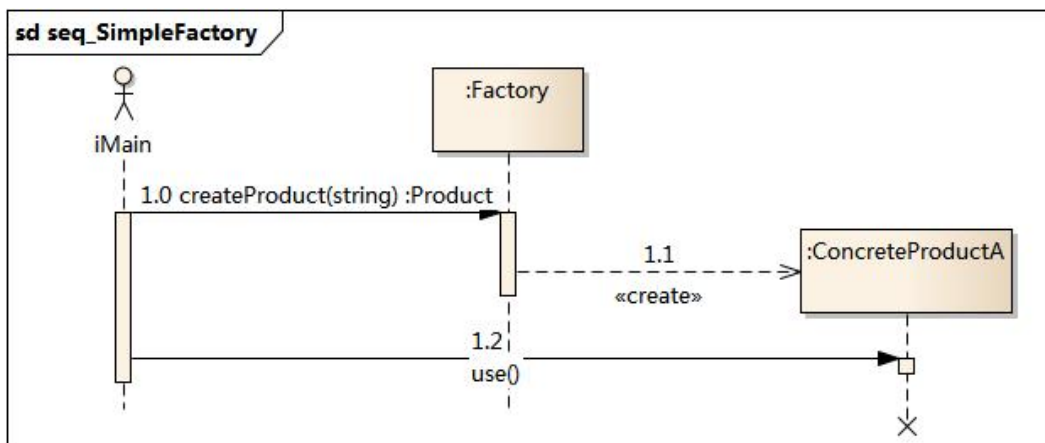 sd seq_SimpleFactory
iMain
:Factory
1.0 createProduct(string) :Product
:ConcreteProductA
1.1
«create»
1.2
use()